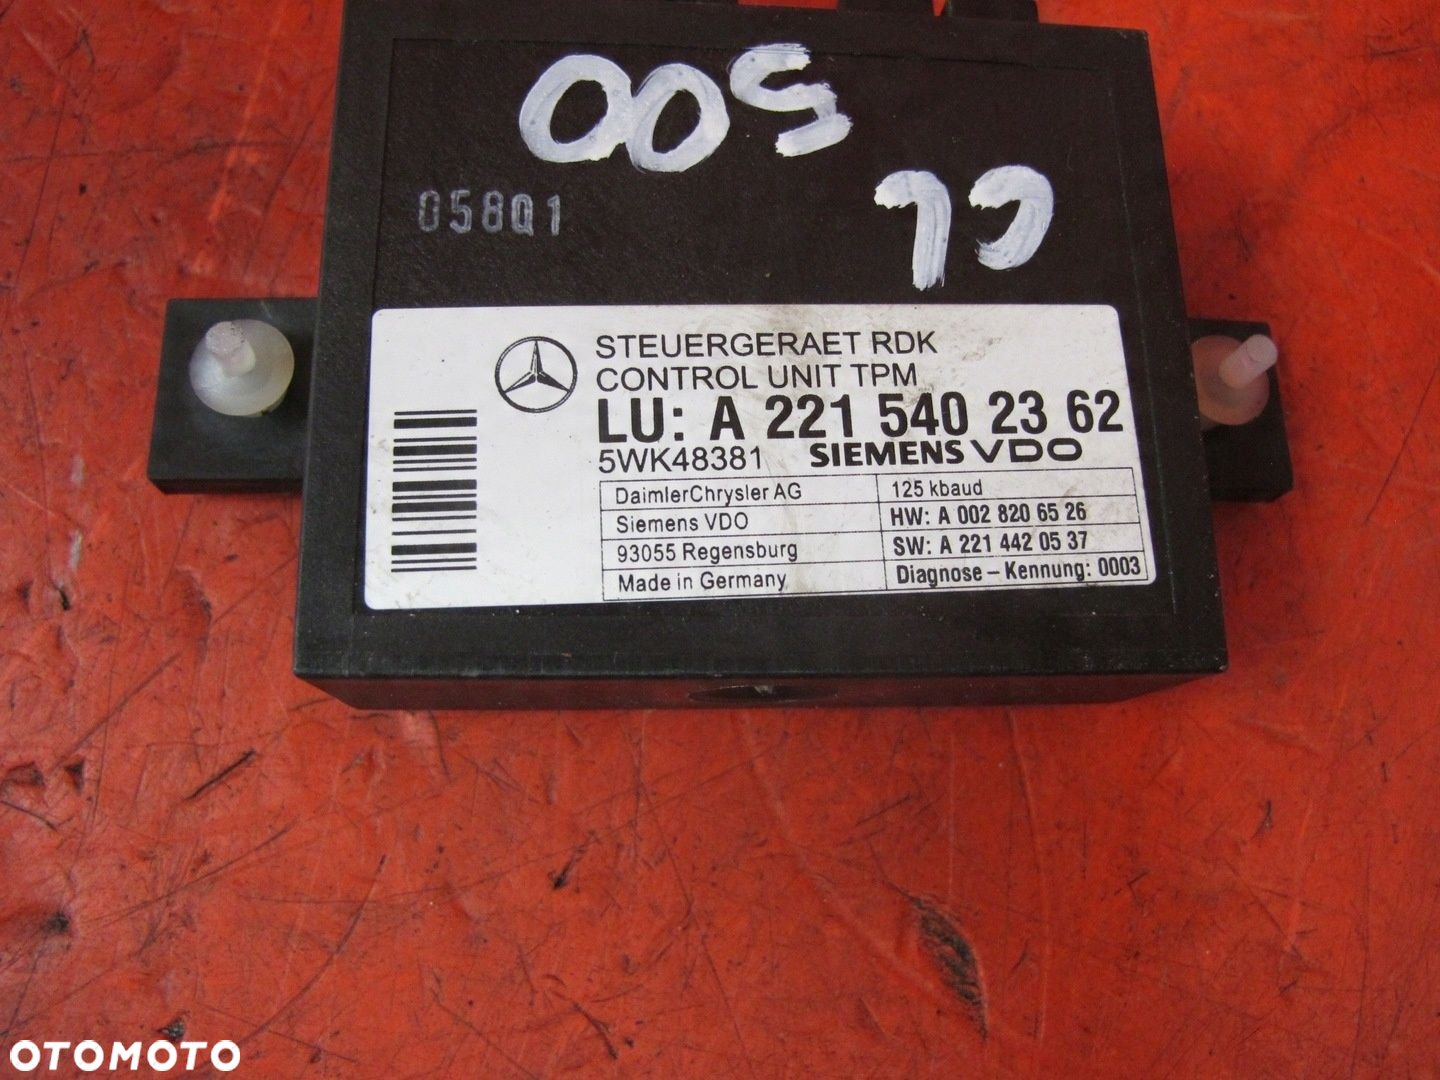 CL
500
058Q1
STEUERGERAET RDK
CONTROL UNIT TPM
LU: A 221 540 23 62
5WK48381 SIEMENS VDO
DaimlerChrysler AG 125 kbaud
Siemens VDO HW: A 002 820 65 26
93055 Regensburg SW: A 221 442 05 37
Made in Germany Diagnose – Kennung: 0003
OTOMOTO